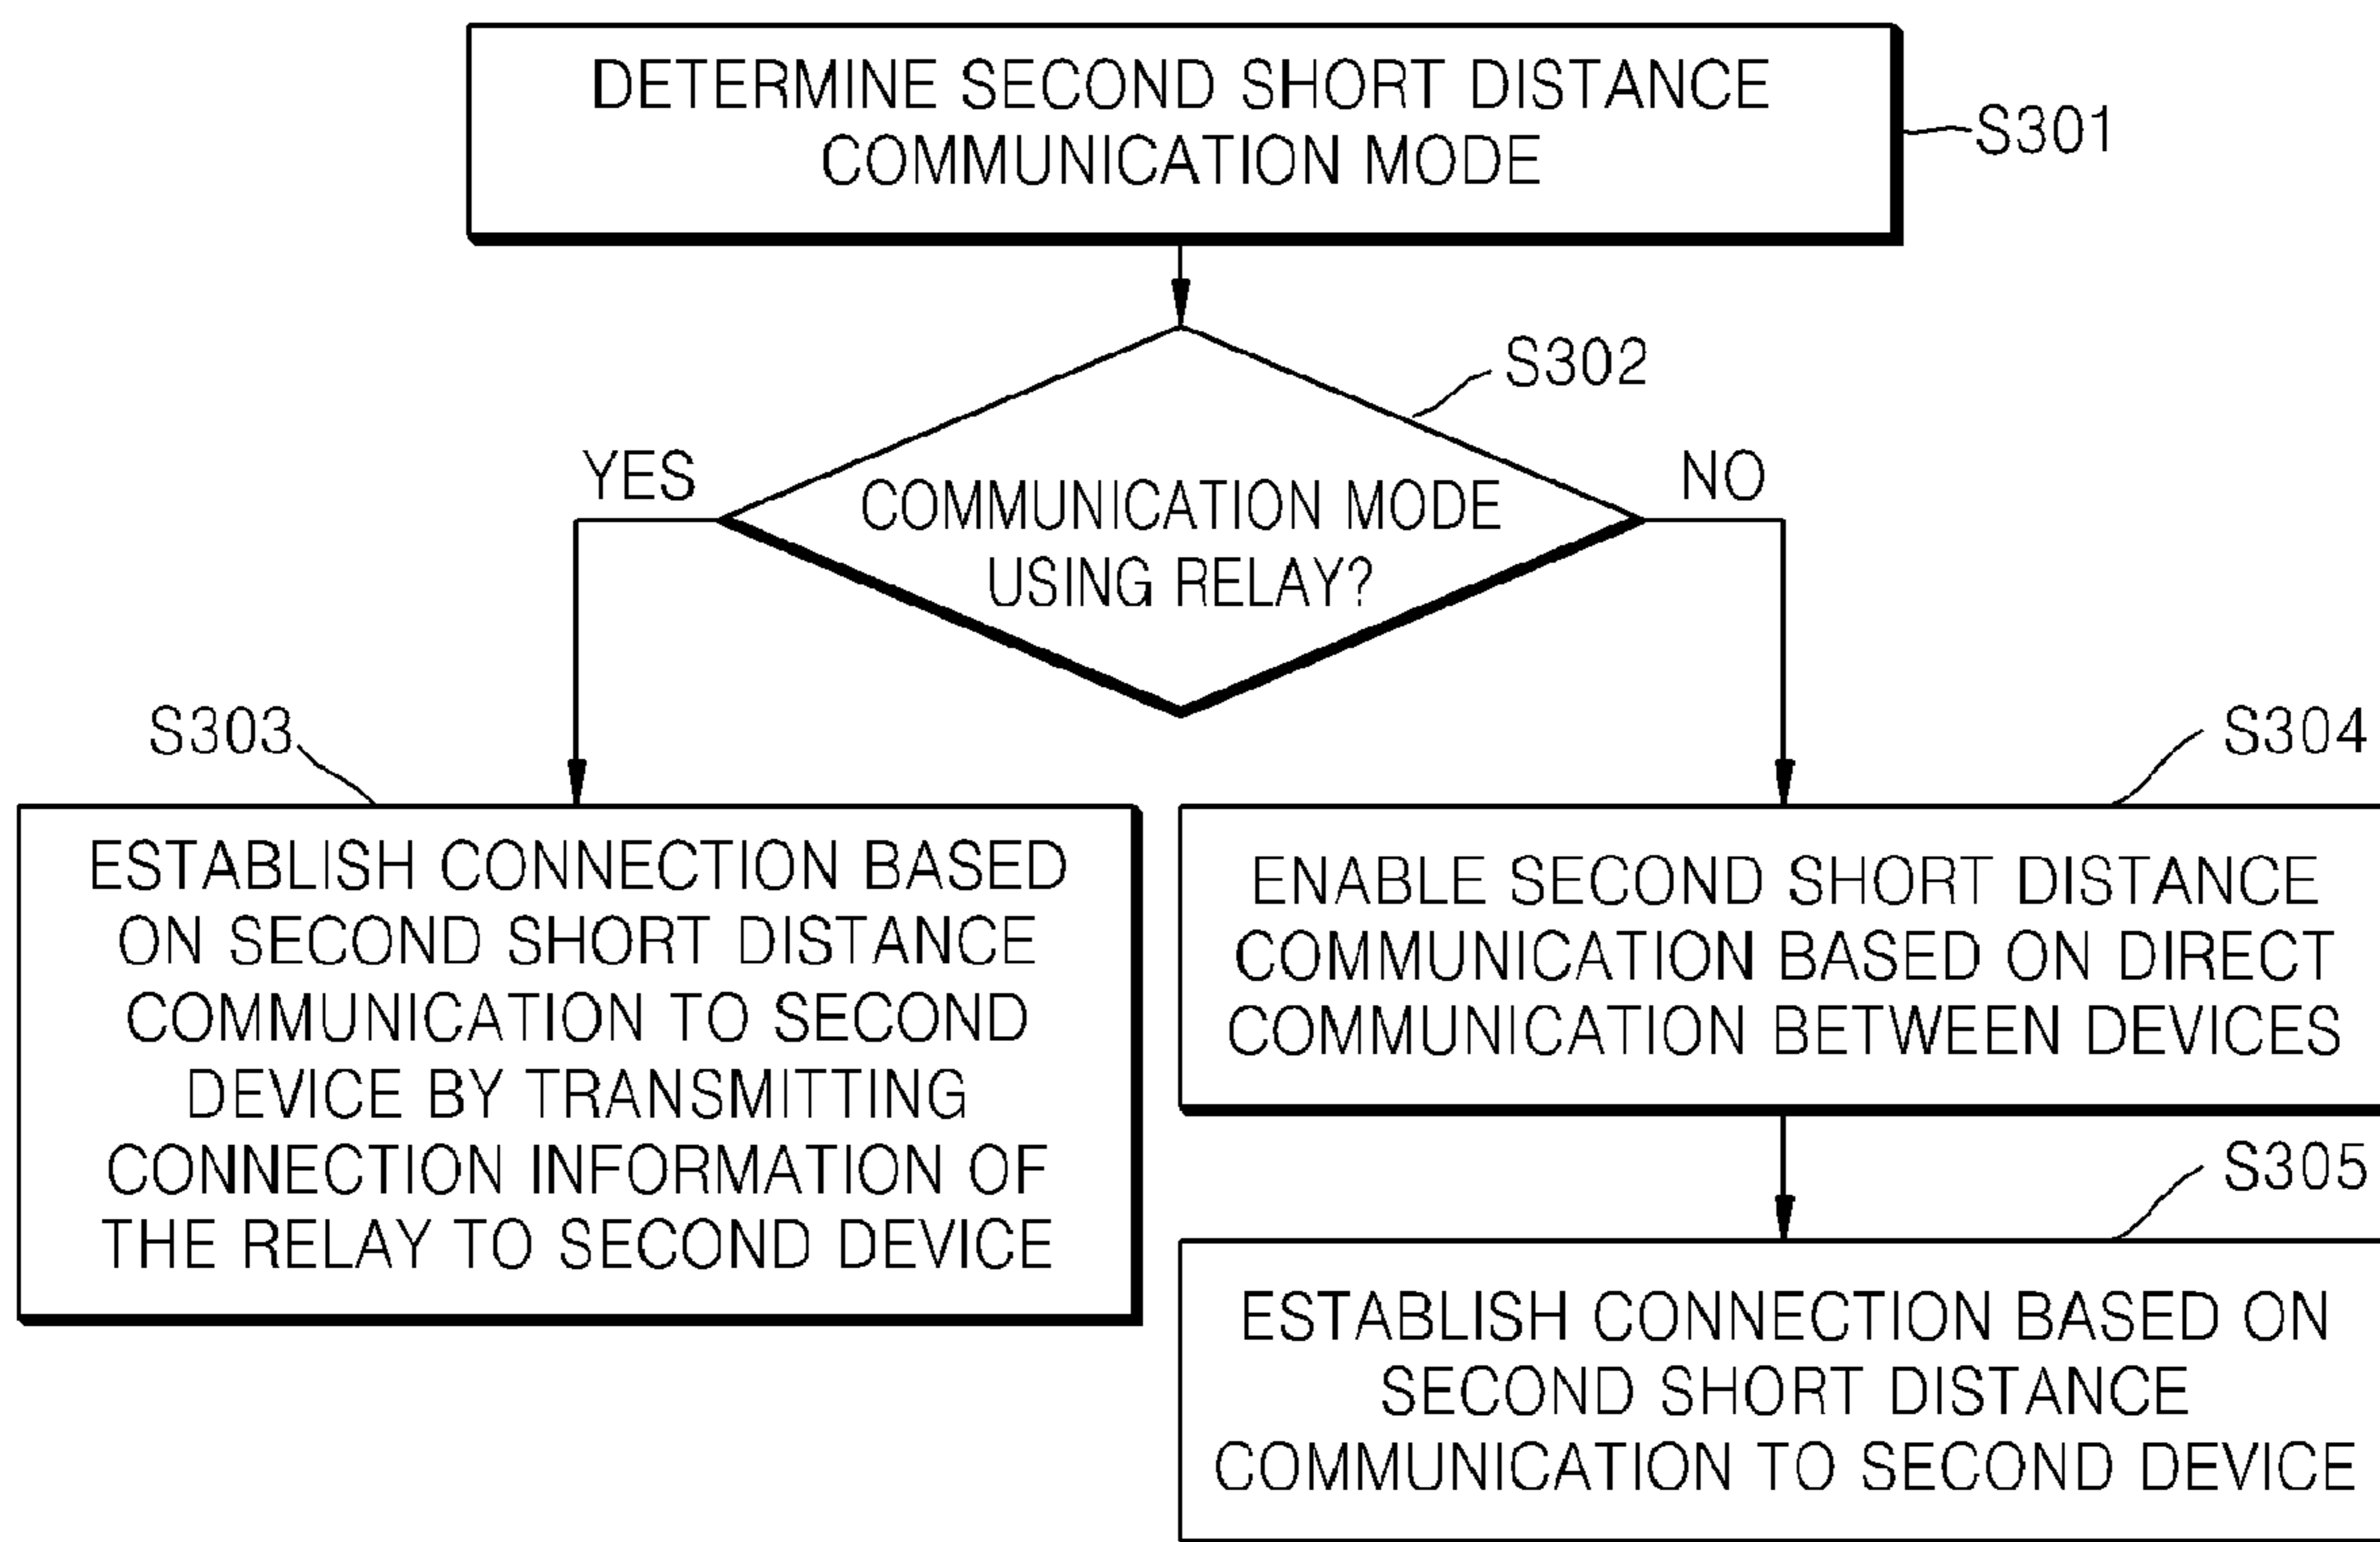 DETERMINE SECOND SHORT DISTANCE
COMMUNICATION MODE
S301
S302
YES
NO
COMMUNICATION MODE
USING RELAY?
S303
ESTABLISH CONNECTION BASED
ON SECOND SHORT DISTANCE
COMMUNICATION TO SECOND
DEVICE BY TRANSMITTING
CONNECTION INFORMATION OF
THE RELAY TO SECOND DEVICE
S304
ENABLE SECOND SHORT DISTANCE
COMMUNICATION BASED ON DIRECT
COMMUNICATION BETWEEN DEVICES
S305
ESTABLISH CONNECTION BASED ON
SECOND SHORT DISTANCE
COMMUNICATION TO SECOND DEVICE